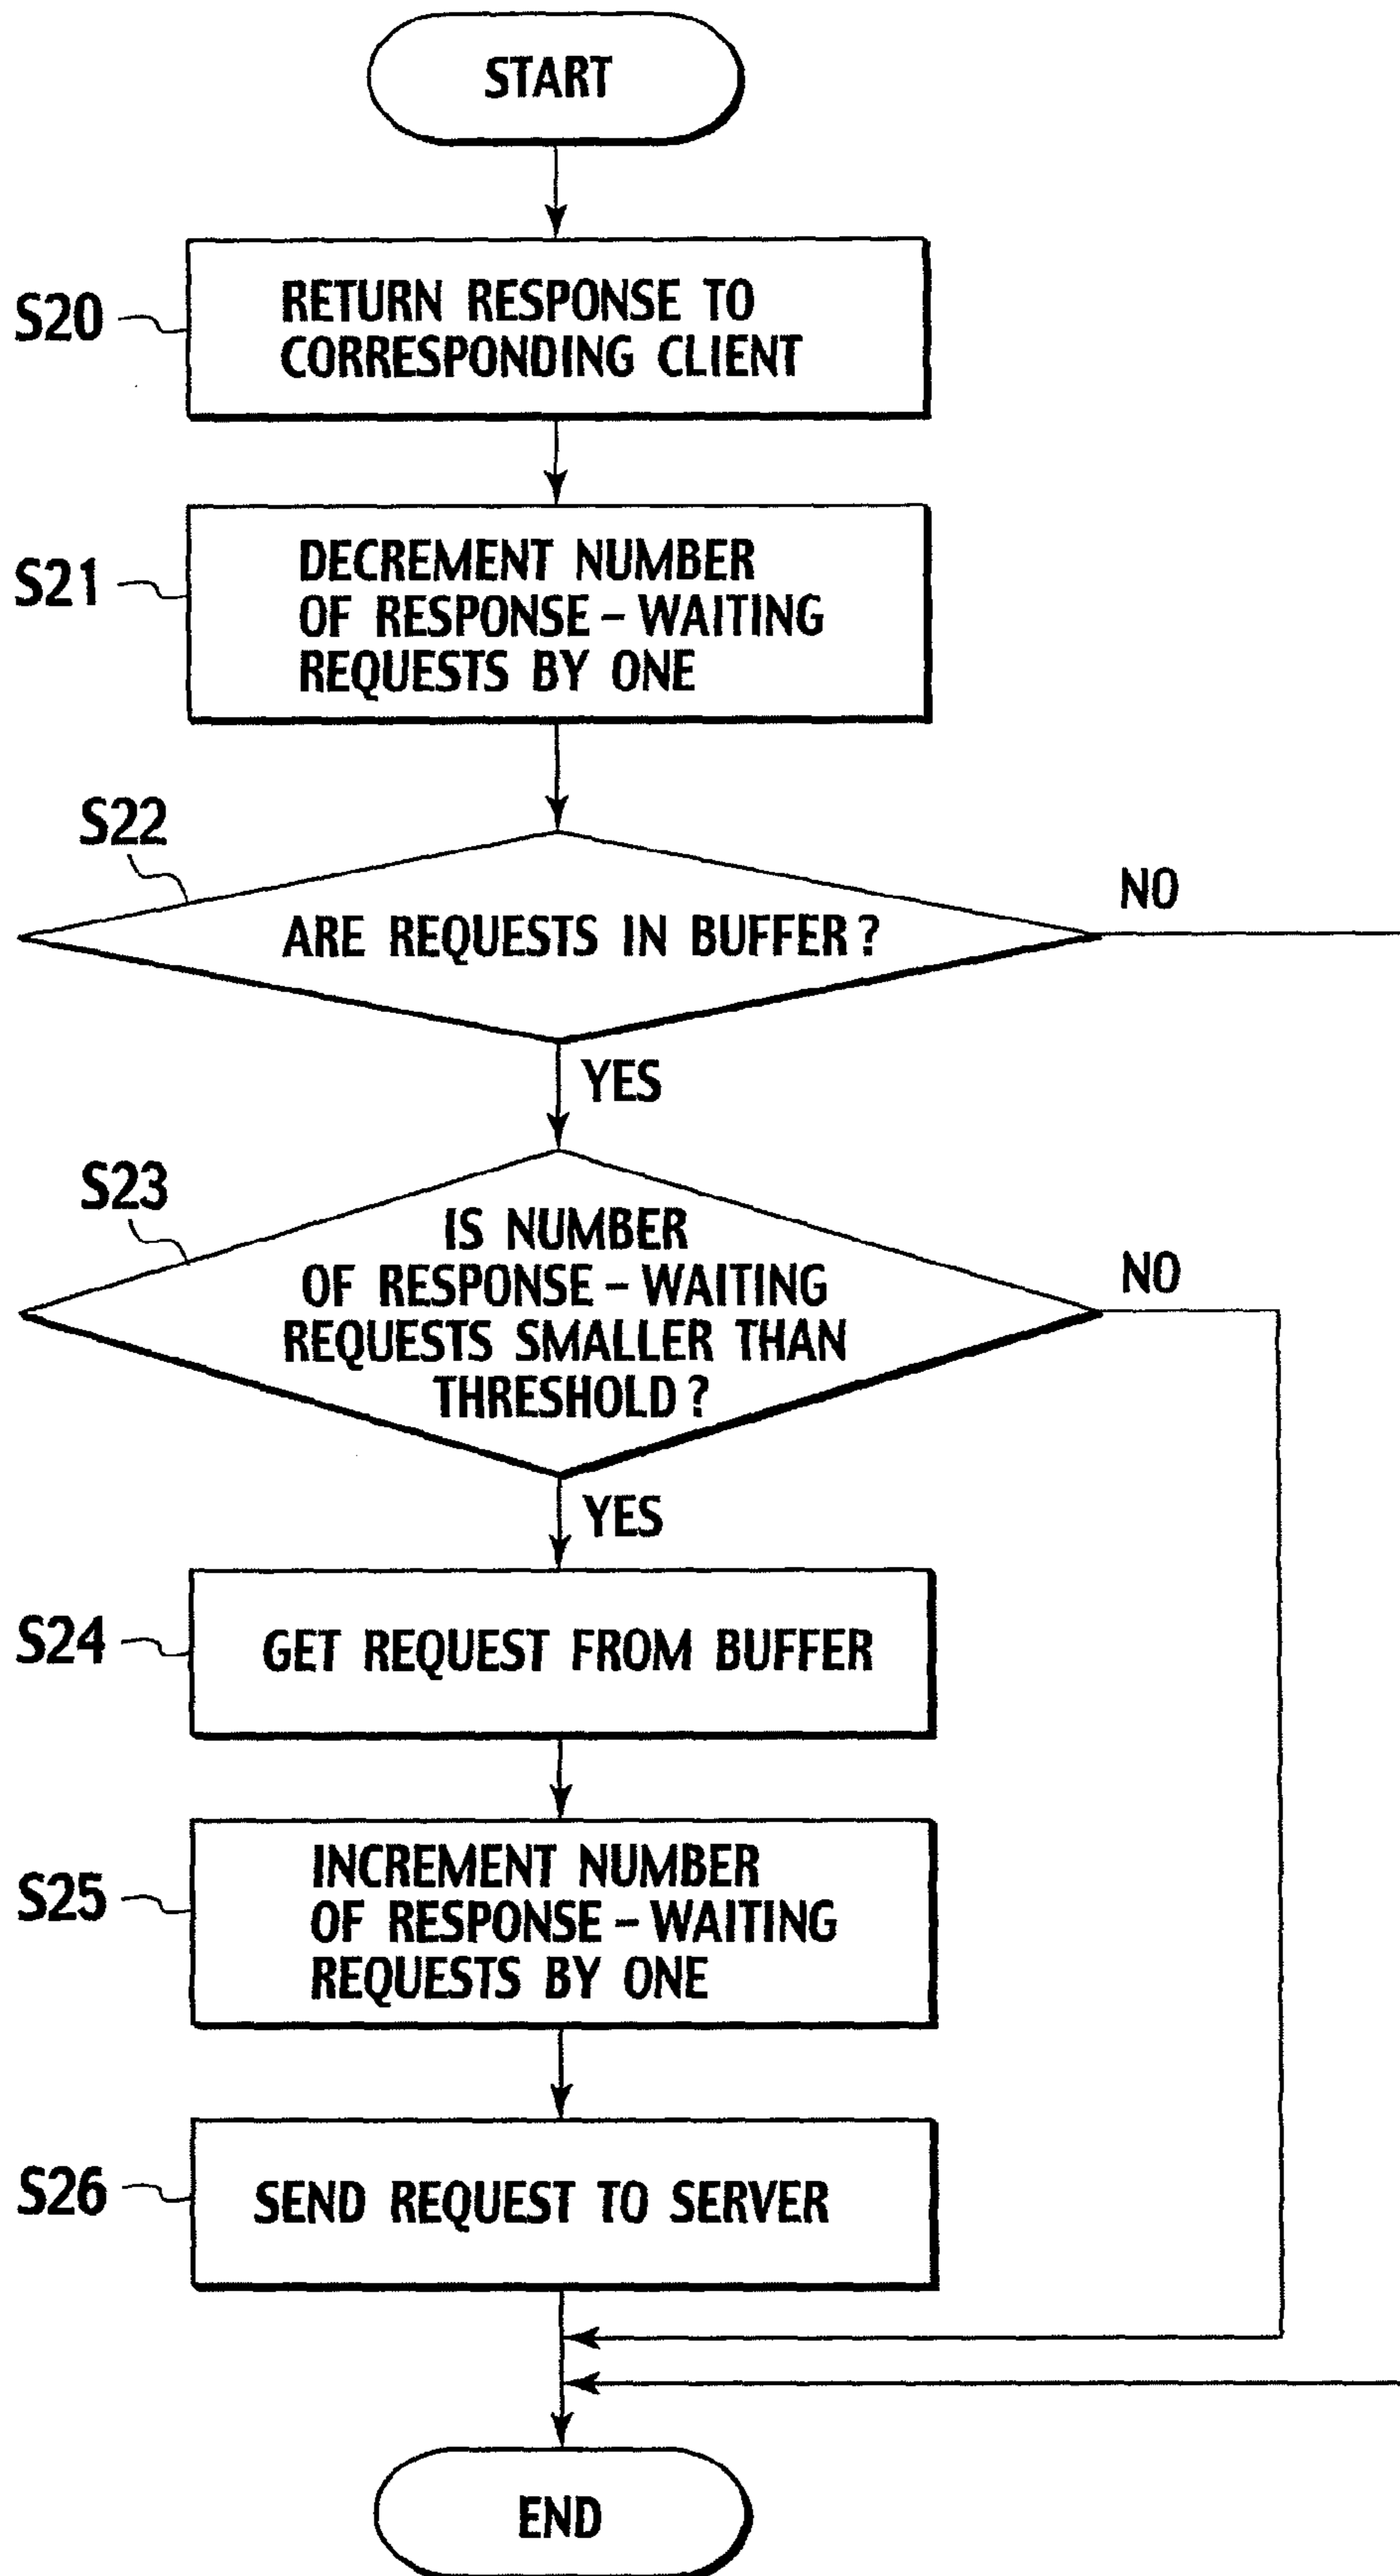 START
S20
RETURN RESPONSE TO
CORRESPONDING CLIENT
S21
DECREMENT NUMBER
OF RESPONSE-WAITING
REQUESTS BY ONE
S22
ARE REQUESTS IN BUFFER?
NO
YES
S23
IS NUMBER
OF RESPONSE-WAITING
REQUESTS SMALLER THAN
THRESHOLD?
NO
YES
S24
GET REQUEST FROM BUFFER
S25
INCREMENT NUMBER
OF RESPONSE-WAITING
REQUESTS BY ONE
S26
SEND REQUEST TO SERVER
END